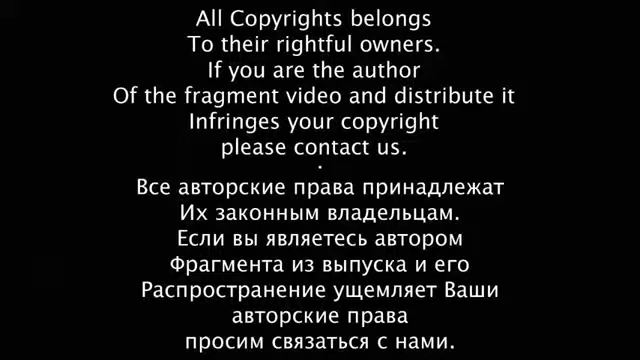 All Copyrights belongs
To their rightful owners.
If you are the author
Of the fragment video and distribute it
Infringes your copyright
please contact us.
.
Все авторские права принадлежат
Их законным владельцам.
Если вы являетесь автором
Фрагмента из выпуска и его
Распространение ущемляет Ваши
авторские права
просим связаться с нами.